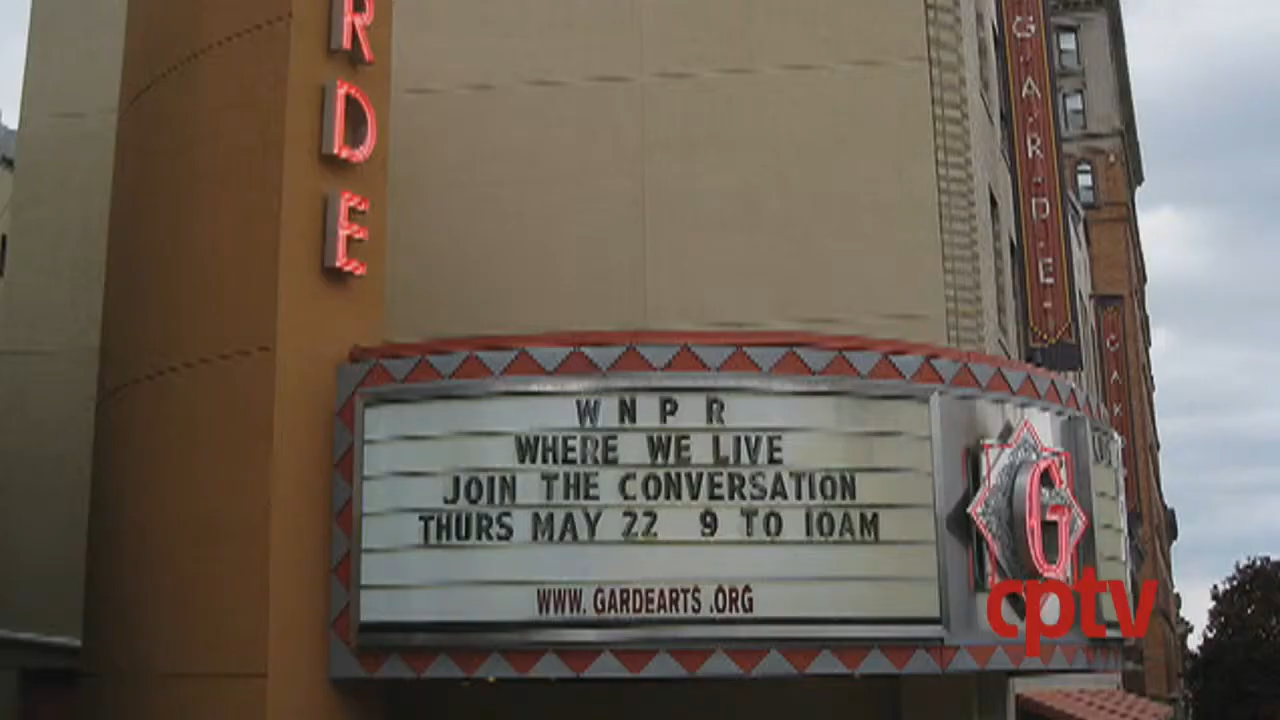 RDE
GARDE
WNPR
WHERE WE LIVE
JOIN THE CONVERSATION
THURS MAY 22 9 TO 10AM
WWW.GARDEARTS.ORG
G
cptv